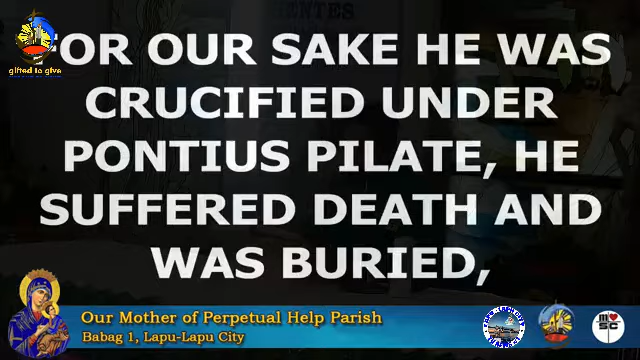 ENTES
FOR OUR SAKE HE WAS
gifted to give
CRUCIFIED UNDER
PONTIUS PILATE, HE
SUFFERED DEATH AND
WAS BURIED,
Our Mother of Perpetual Help Parish
Babag 1, Lapu-Lapu City